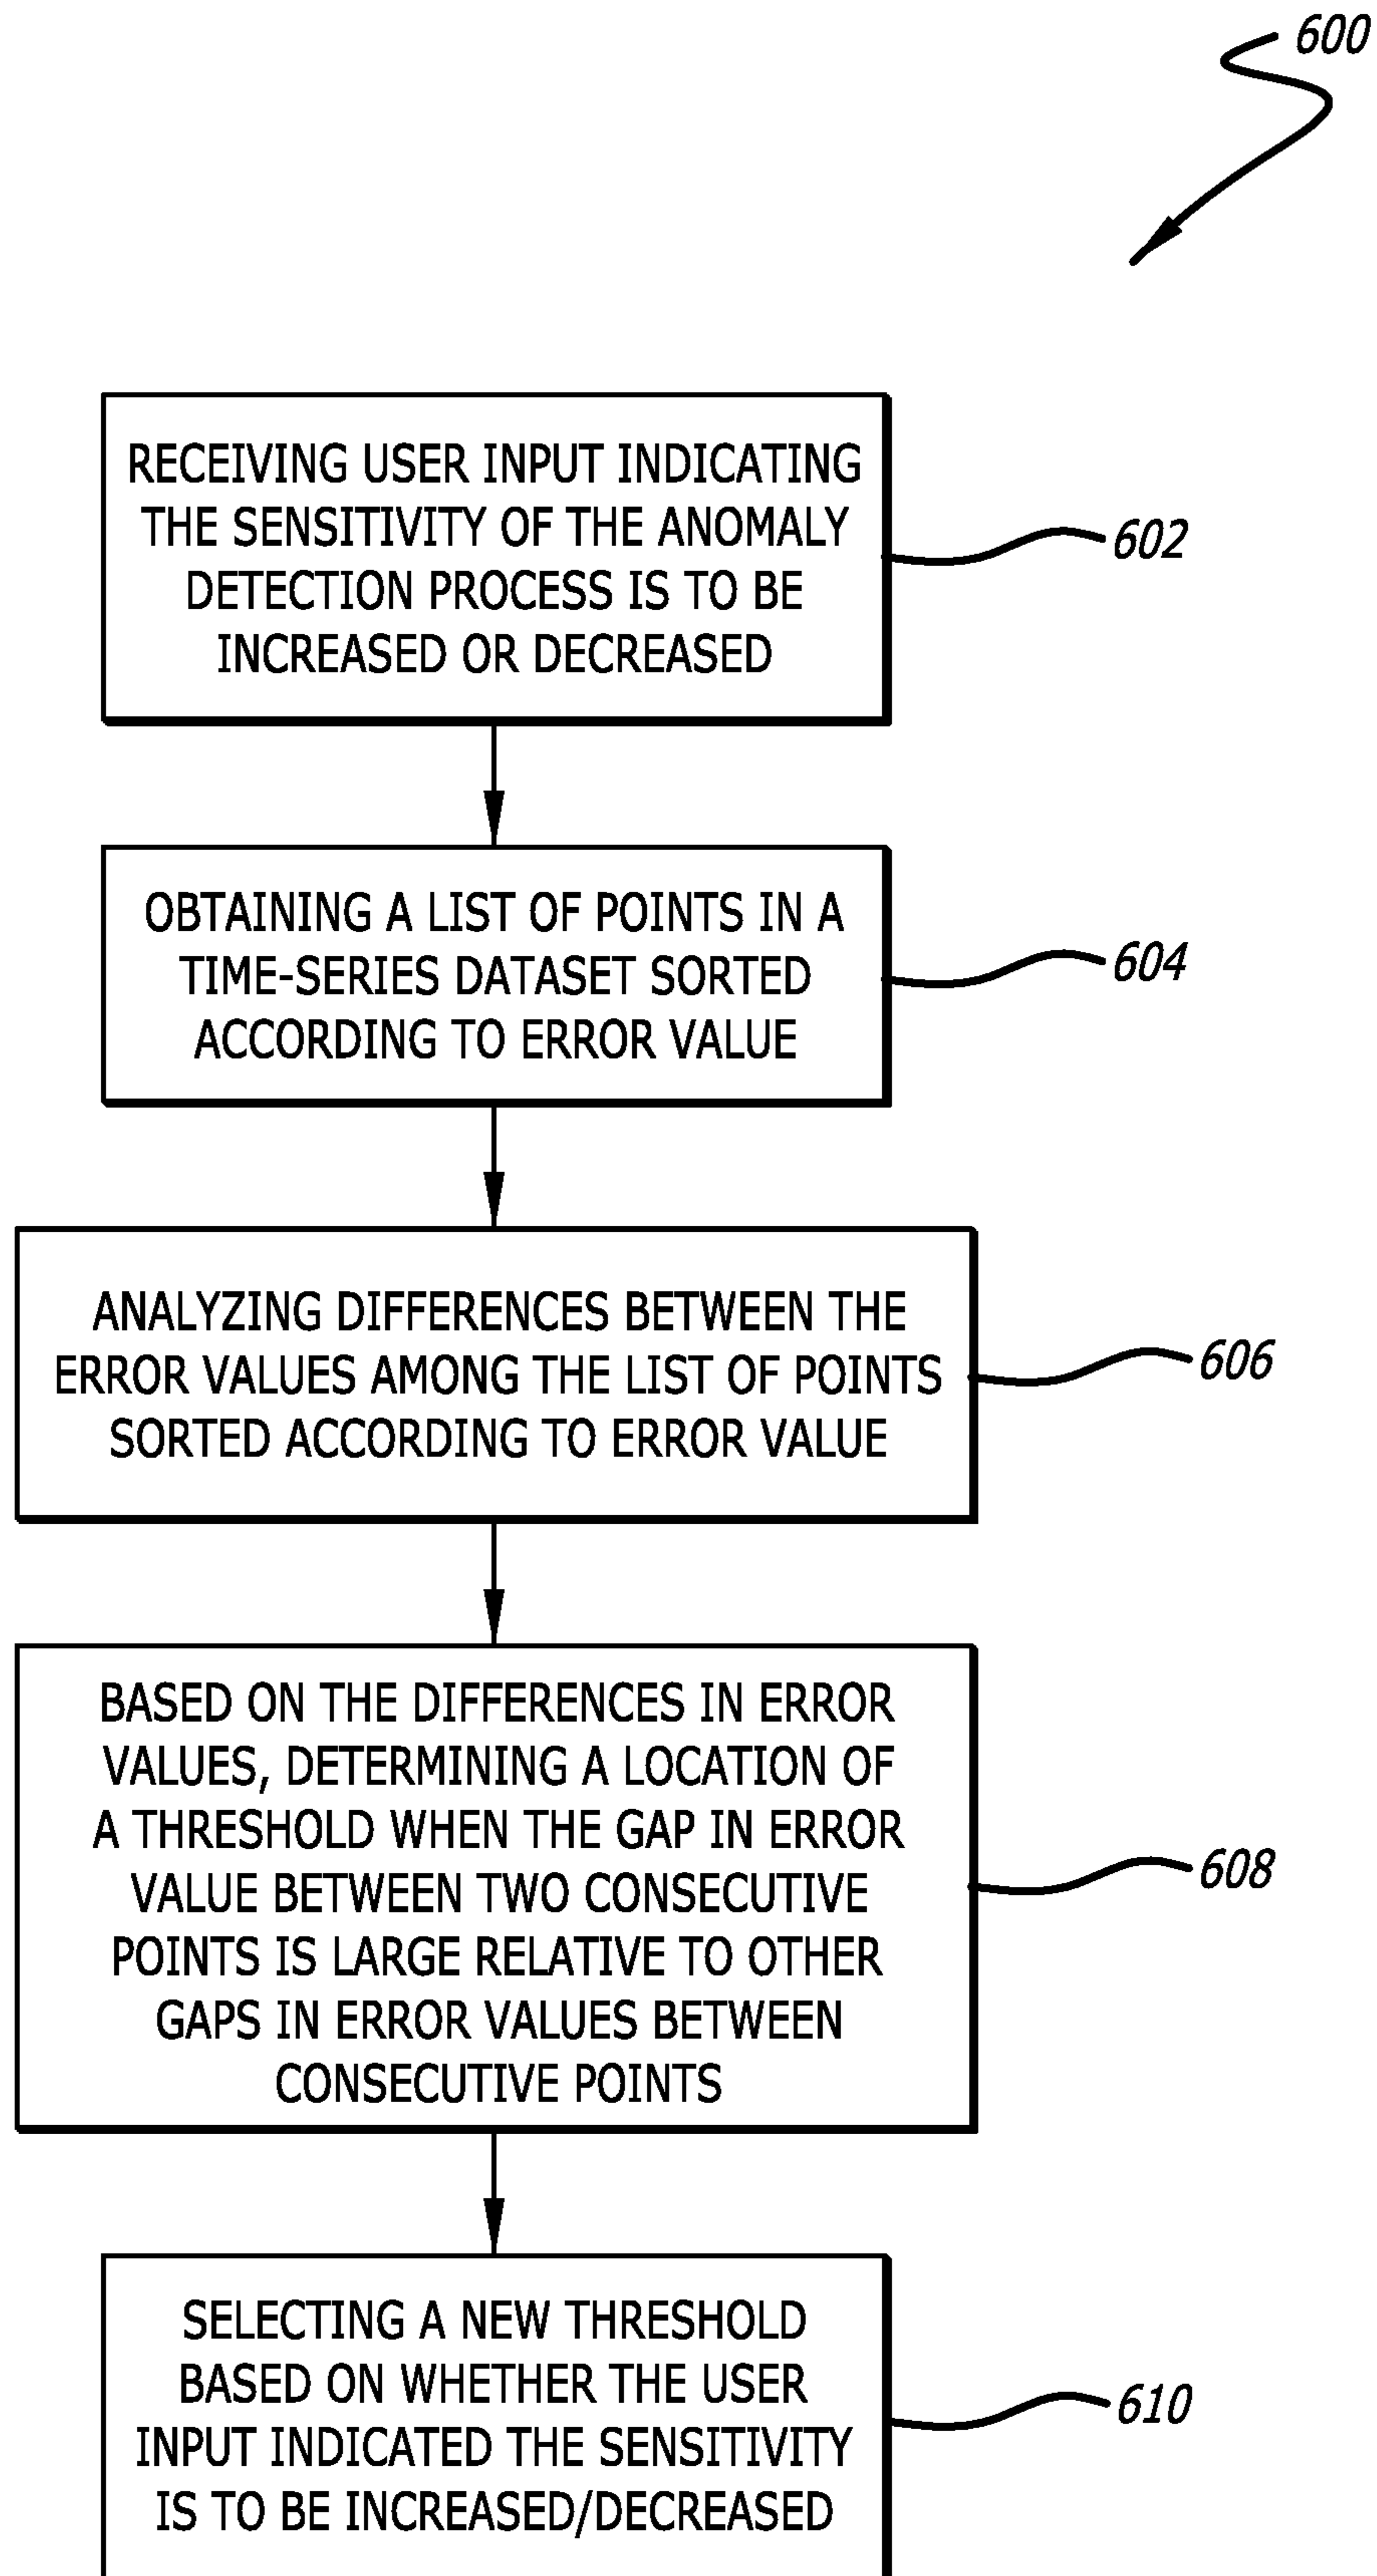 600
RECEIVING USER INPUT INDICATING
THE SENSITIVITY OF THE ANOMALY
DETECTION PROCESS IS TO BE
INCREASED OR DECREASED
602
OBTAINING A LIST OF POINTS IN A
TIME-SERIES DATASET SORTED
ACCORDING TO ERROR VALUE
604
ANALYZING DIFFERENCES BETWEEN THE
ERROR VALUES AMONG THE LIST OF POINTS
SORTED ACCORDING TO ERROR VALUE
606
BASED ON THE DIFFERENCES IN ERROR
VALUES, DETERMINING A LOCATION OF
A THRESHOLD WHEN THE GAP IN ERROR
VALUE BETWEEN TWO CONSECUTIVE
POINTS IS LARGE RELATIVE TO OTHER
GAPS IN ERROR VALUES BETWEEN
CONSECUTIVE POINTS
608
SELECTING A NEW THRESHOLD
BASED ON WHETHER THE USER
INPUT INDICATED THE SENSITIVITY
IS TO BE INCREASED/DECREASED
610